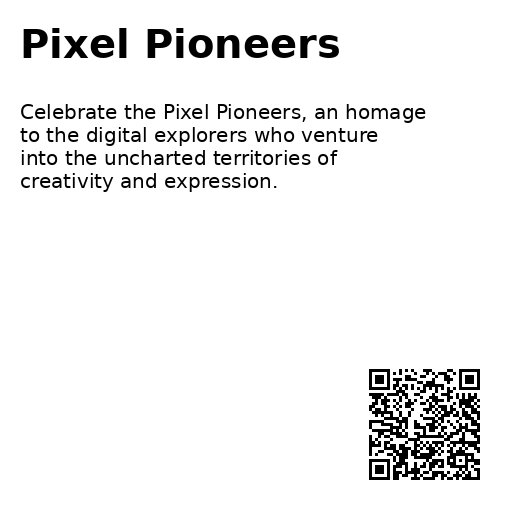 Pixel Pioneers
Celebrate the Pixel Pioneers, an homage
to the digital explorers who venture
into the uncharted territories of
creativity and expression.